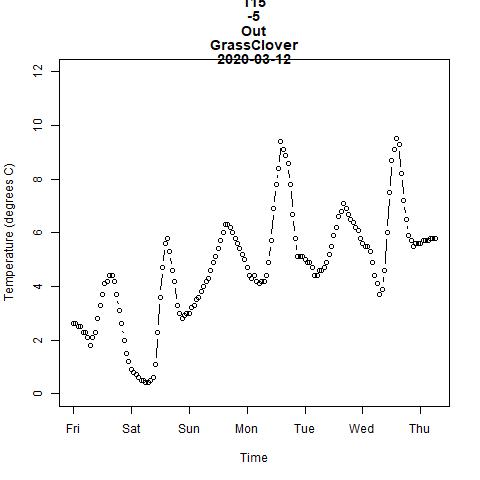 T15
-5
Out
GrassClover
2020-03-12
Temperature (degrees C)
12
10
8
6
4
2
0
Fri Sat Sun Mon Tue Wed Thu
Time